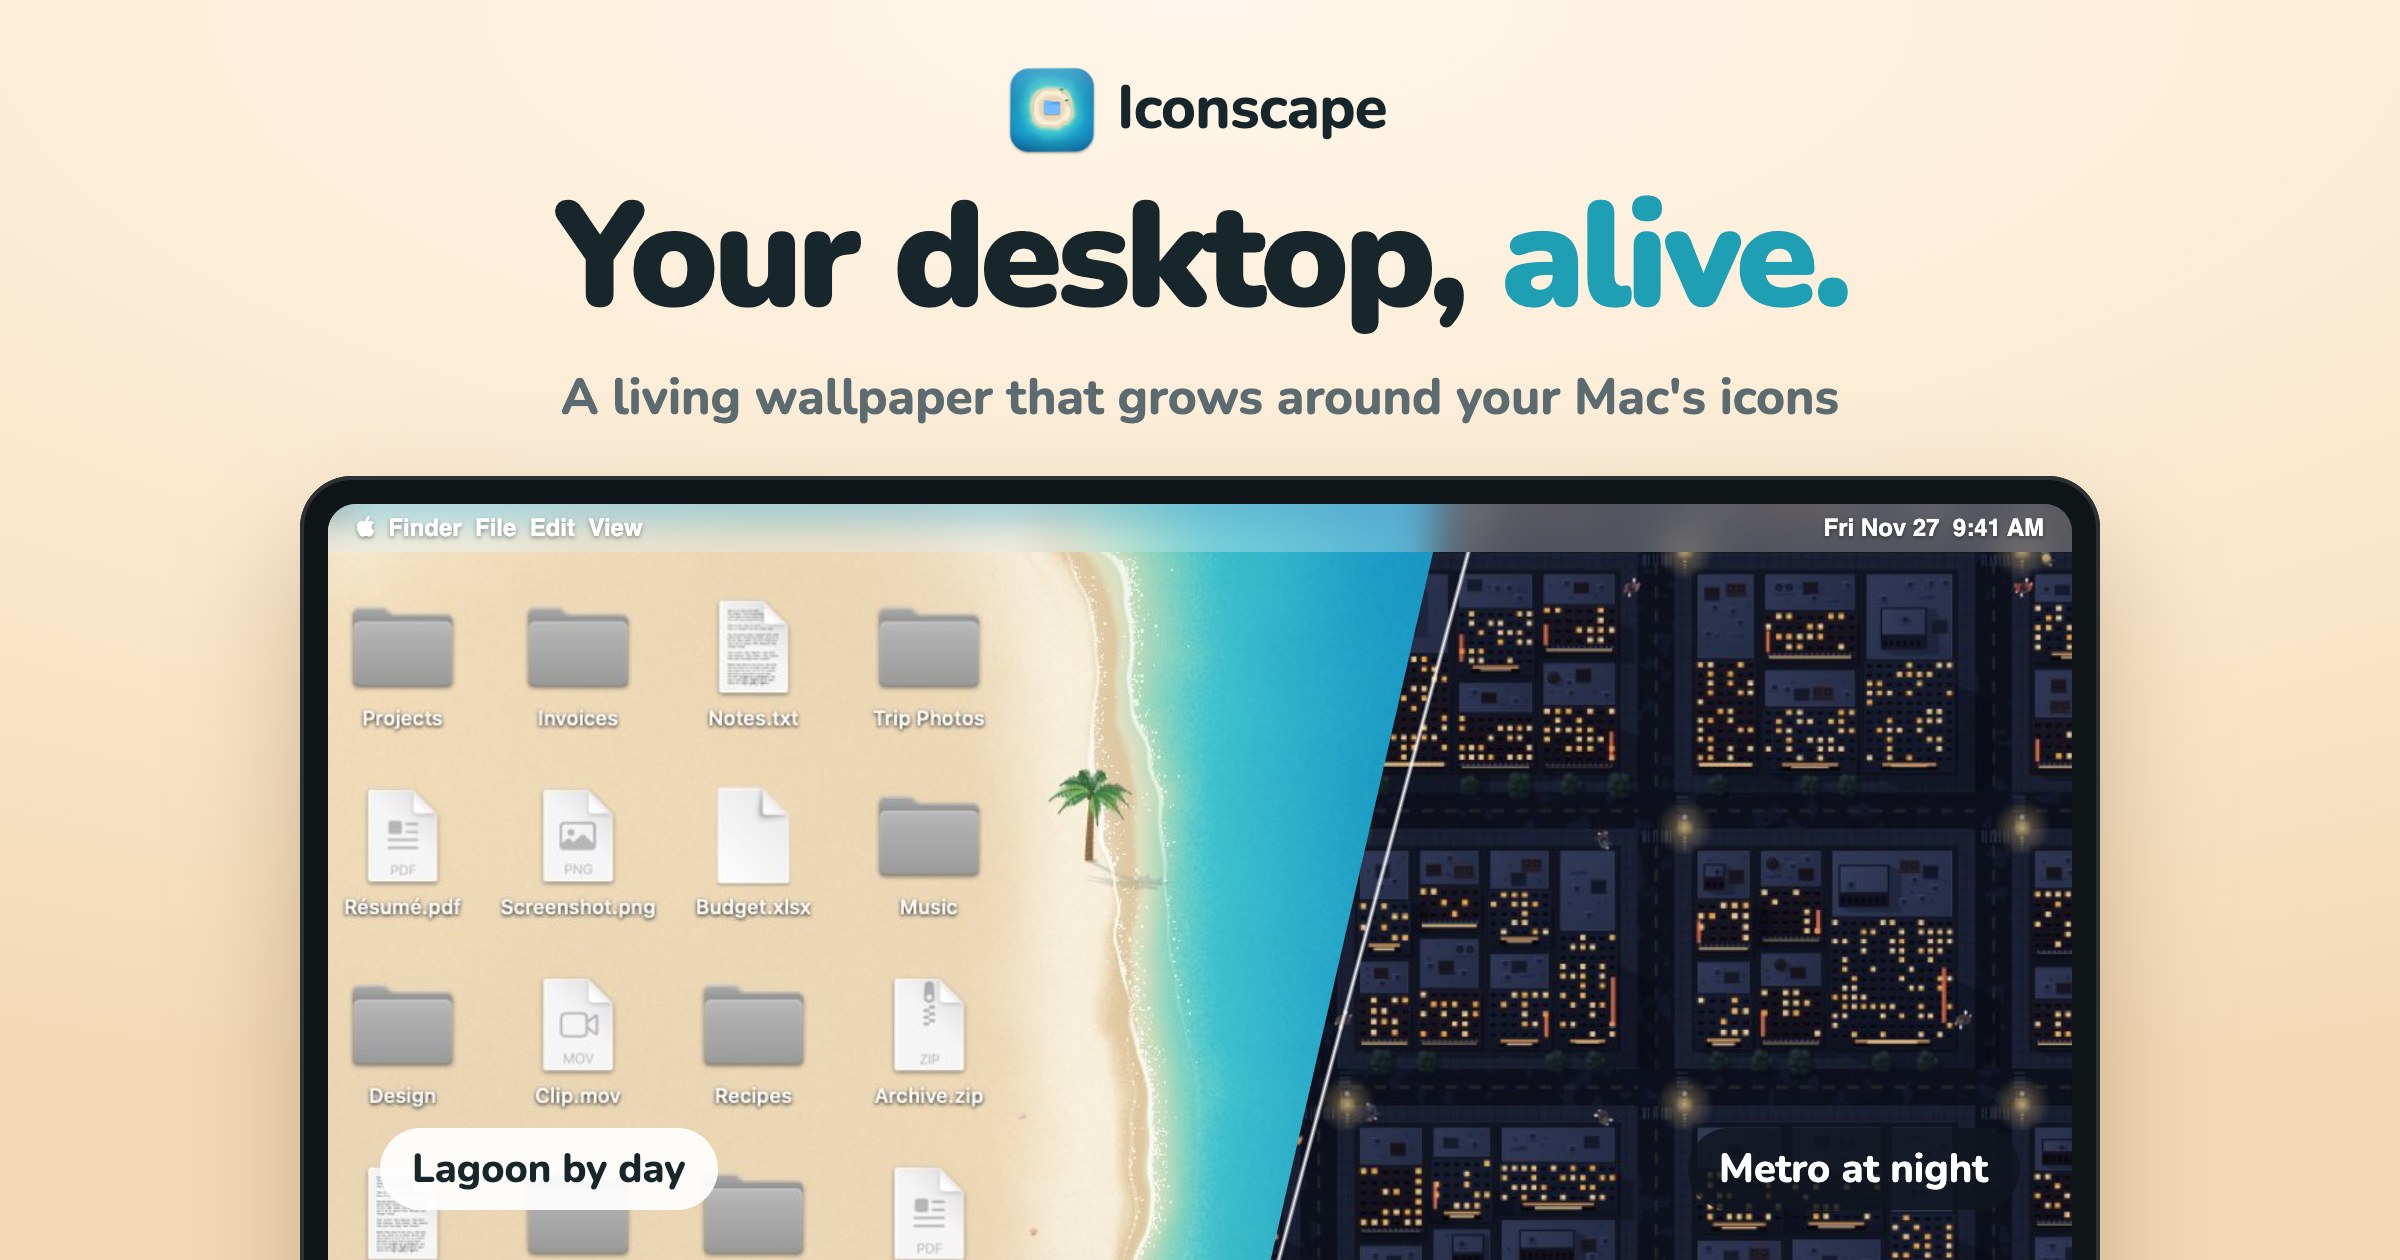 Iconscape
Your desktop, alive.
A living wallpaper that grows around your Mac's icons
Finder File Edit View
Fri Nov 27 9:41 AM
Projects
Invoices
Notes.txt
Trip Photos
PDF
PNG
Résumé.pdf
Screenshot.png
Budget.xlsx
Music
MOV
ZIP
Design
Clip.mov
Recipes
Archive.zip
Lagoon by day
Metro at night
PDF